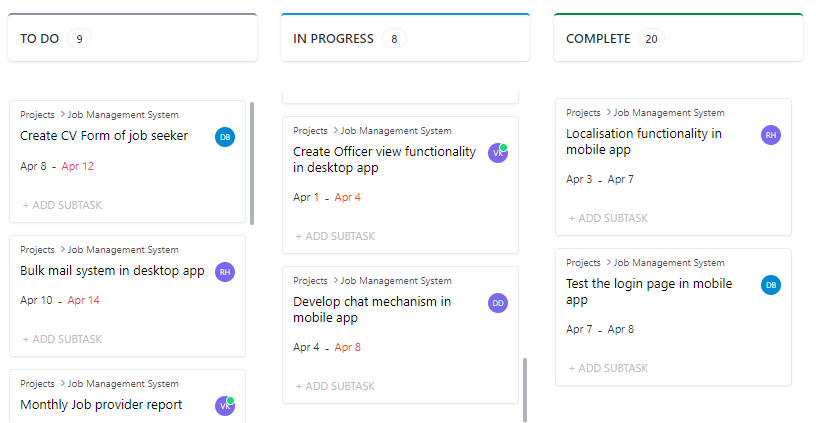 TO DO 9
Projects > Job Management System
Create CV Form of job seeker
DB
Apr 8 - Apr 12
+ ADD SUBTASK
Projects > Job Management System
Bulk mail system in desktop app
RH
Apr 10 - Apr 14
+ ADD SUBTASK
Projects > Job Management System
Monthly Job provider report
VK
IN PROGRESS 8
Projects > Job Management System
Create Officer view functionality
in desktop app
VK
Apr 1 - Apr 4
+ ADD SUBTASK
Projects > Job Management System
Develop chat mechanism in
mobile app
DD
Apr 4 - Apr 8
+ ADD SUBTASK
COMPLETE 20
Projects > Job Management System
Localisation functionality in
mobile app
RH
Apr 3 - Apr 7
+ ADD SUBTASK
Projects > Job Management System
Test the login page in mobile
app
DB
Apr 7 - Apr 8
+ ADD SUBTASK